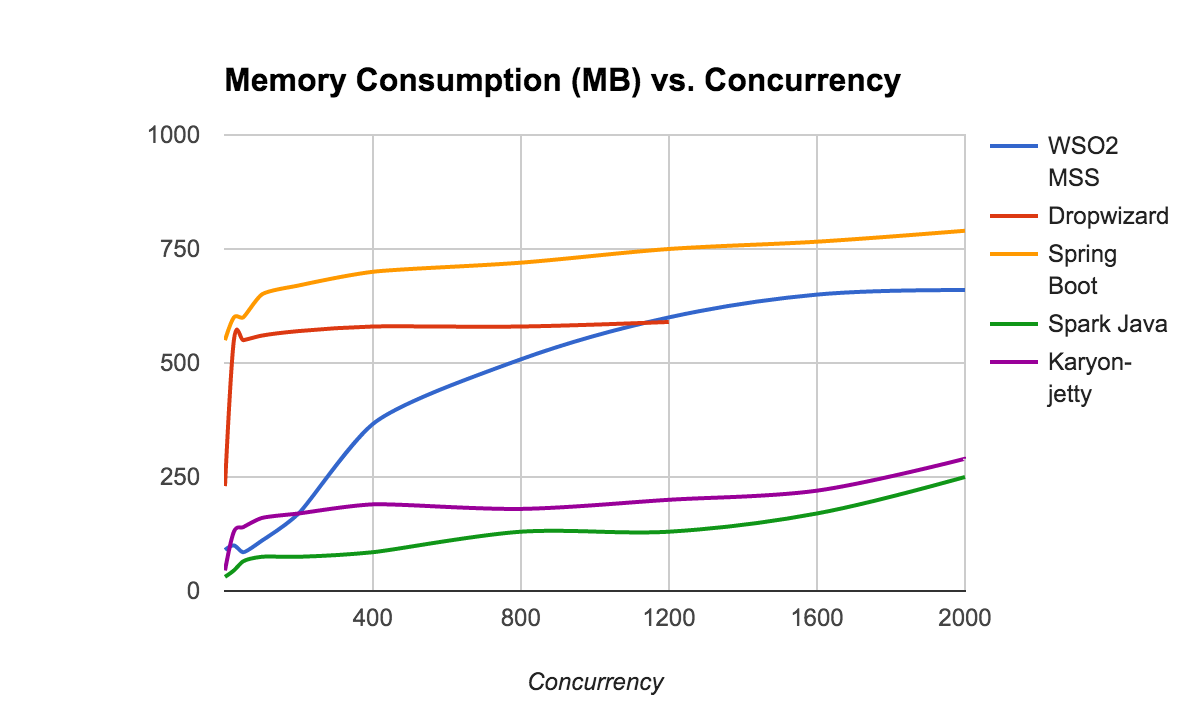 Memory Consumption (MB) vs. Concurrency
1000
750
500
250
0
400
800
1200
1600
2000
Concurrency
WSO2
MSS
Dropwizard
Spring
Boot
Spark Java
Karyon-
jetty